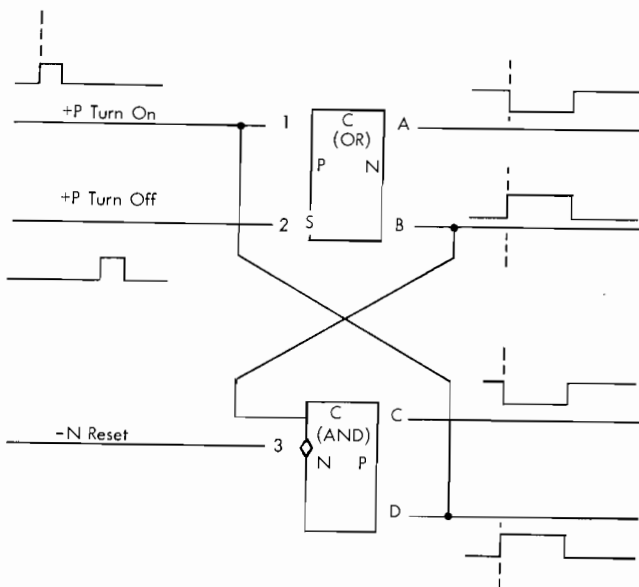 +P Turn On
1
C
A
(OR)
P N
+P Turn Off
2
S
B
C
C
(AND)
-N Reset
3
N P
D